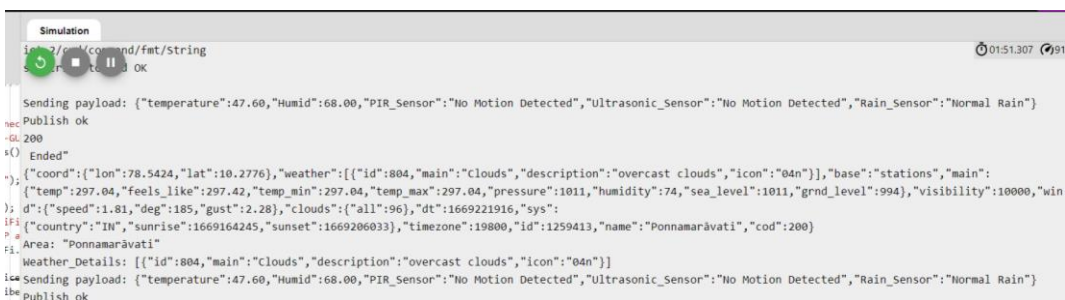 Simulation
01:51.307 91
OK
Sending payload: {"temperature":47.60,"Humid":68.00,"PIR_Sensor":"No Motion Detected","Ultrasonic_Sensor":"No Motion Detected","Rain_Sensor":"Normal Rain"}
Publish ok
200
Ended"
{"coord":{"lon":78.5424,"lat":10.2776},"weather":[{"id":804,"main":"Clouds","description":"overcast clouds","icon":"04n"}],"base":"stations","main":
{"temp":297.04,"feels_like":297.42,"temp_min":297.04,"temp_max":297.04,"pressure":1011,"humidity":74,"sea_level":1011,"grnd_level":994},"visibility":10000,"win
d":{"speed":1.81,"deg":185,"gust":2.28},"clouds":{"all":96},"dt":1669221916,"sys":
{"country":"IN","sunrise":1669164245,"sunset":1669206033},"timezone":19800,"id":1259413,"name":"Ponnamarāvati","cod":200}
Area: "Ponnamarāvati"
Weather_Details: [{"id":804,"main":"Clouds","description":"overcast clouds","icon":"04n"}]
Sending payload: {"temperature":47.60,"Humid":68.00,"PIR_Sensor":"No Motion Detected","Ultrasonic_Sensor":"No Motion Detected","Rain_Sensor":"Normal Rain"}
Publish ok